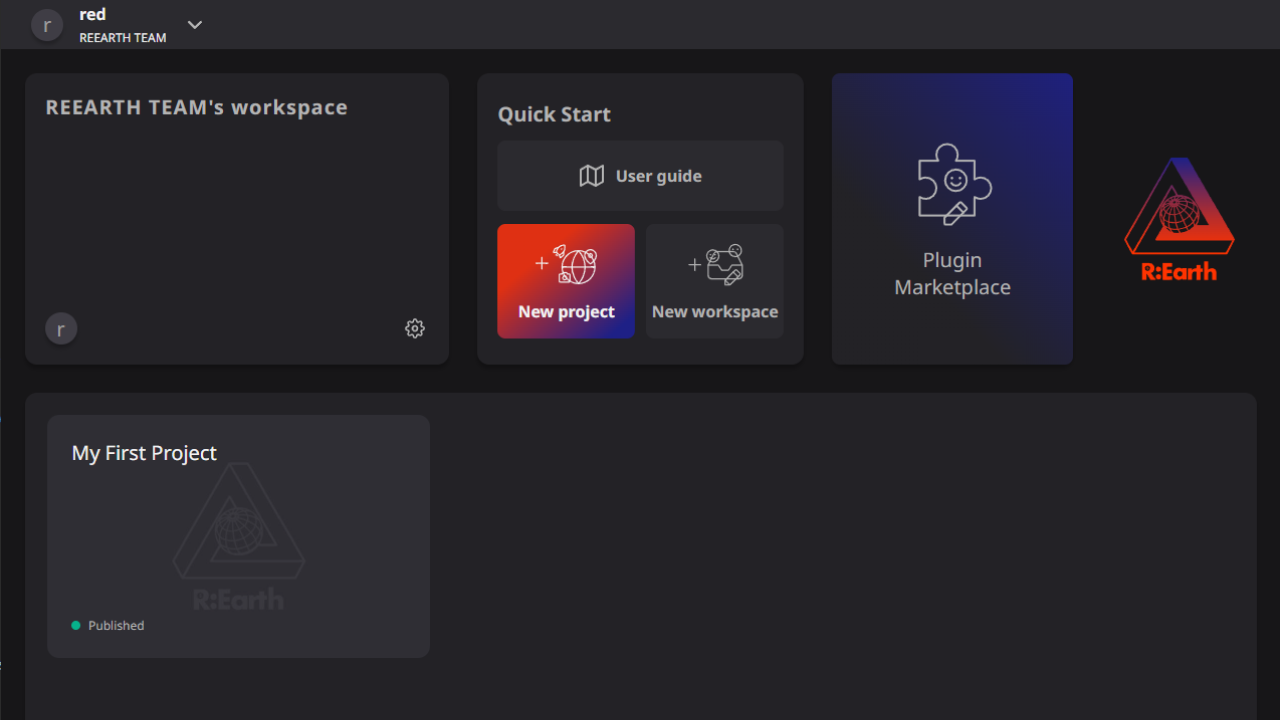 r
red
REEARTH TEAM
REEARTH TEAM's workspace
r
Quick Start
User guide
New project
New workspace
Plugin
Marketplace
R:Earth
My First Project
R:Earth
Published